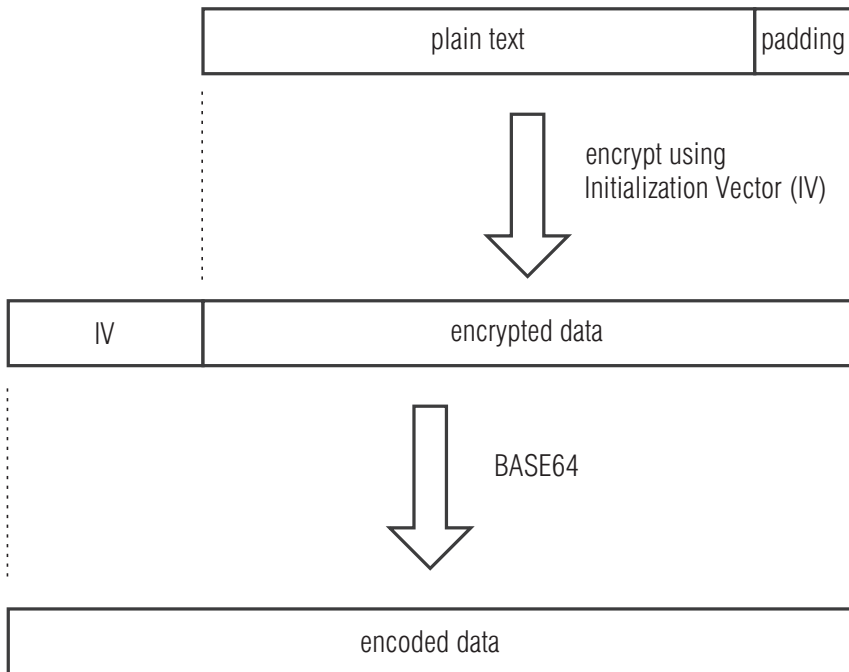 plain text
padding
encrypt using
Initialization Vector (IV)
IV
encrypted data
BASE64
encoded data